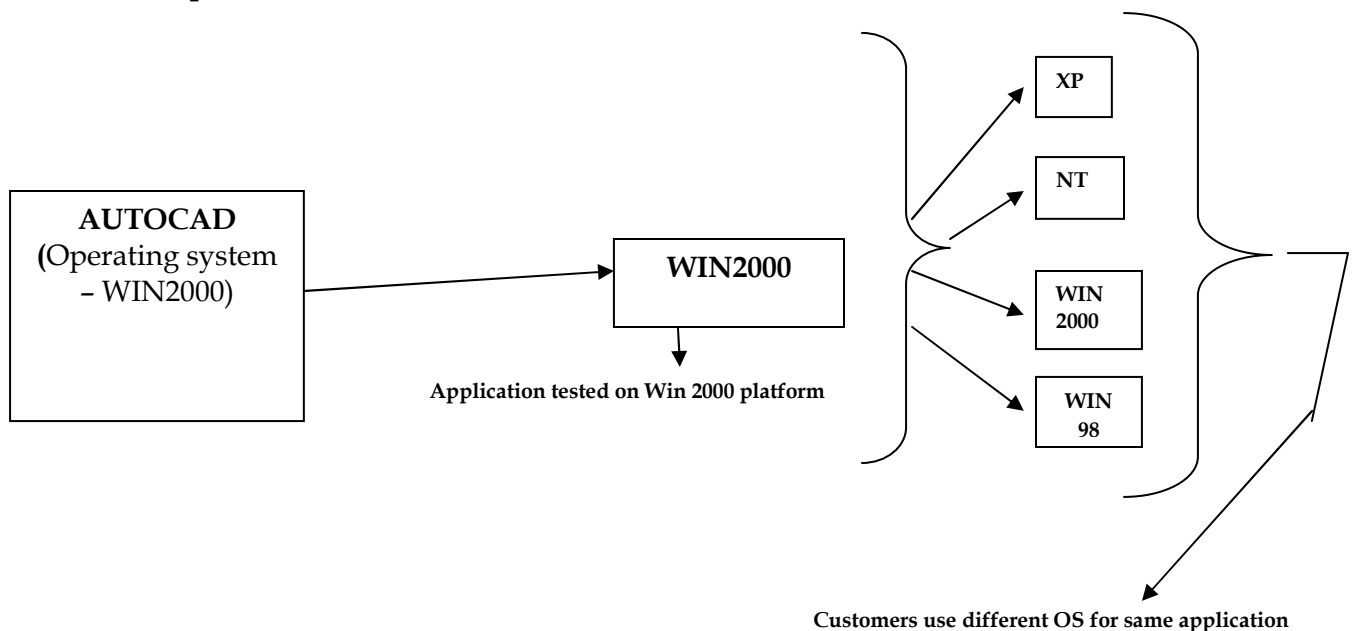 AUTOCAD
(Operating system
– WIN2000)
WIN2000
Application tested on Win 2000 platform
XP
NT
WIN
2000
WIN
98
Customers use different OS for same application